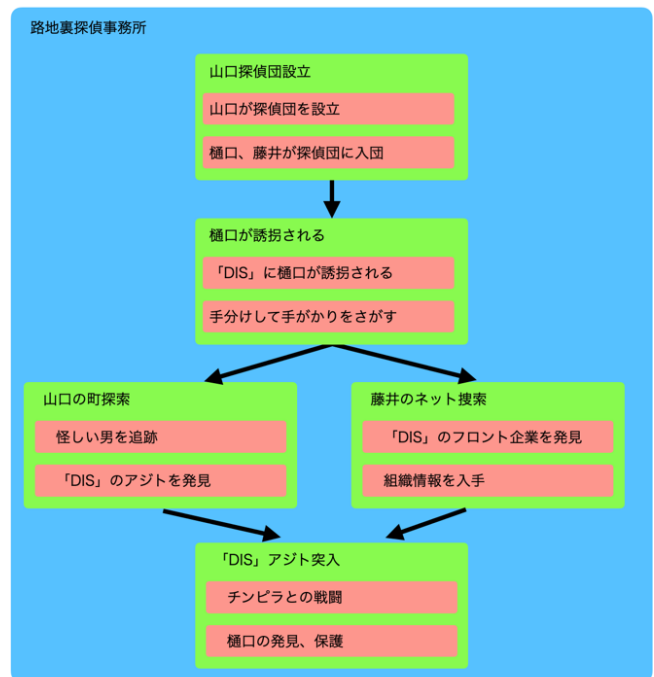 路地裏探偵事務所
山口探偵団設立
山口が探偵団を設立
樋口、藤井が探偵団に入団
樋口が誘拐される
「DIS」に樋口が誘拐される
手分けして手がかりをさがす
山口の町探索
怪しい男を追跡
「DIS」のアジトを発見
藤井のネット捜索
「DIS」のフロント企業を発見
組織情報を入手
「DIS」アジト突入
チンピラとの戦闘
樋口の発見、保護